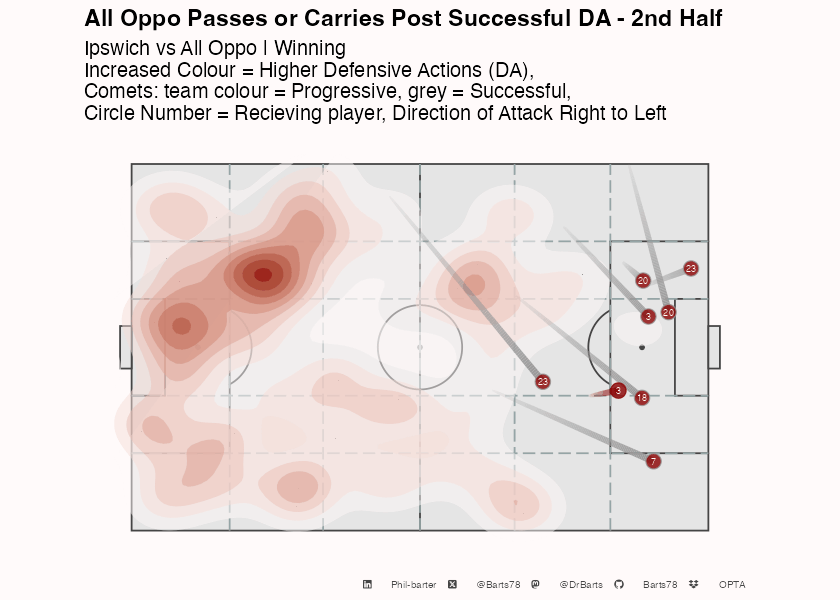 All Oppo Passes or Carries Post Successful DA - 2nd Half
Ipswich vs All Oppo | Winning
Increased Colour = Higher Defensive Actions (DA),
Comets: team colour = Progressive, grey = Successful,
Circle Number = Recieving player, Direction of Attack Right to Left
23
20
20
3
23
3
18
7
Phil-barter @Barts78 @DrBarts Barts78 OPTA